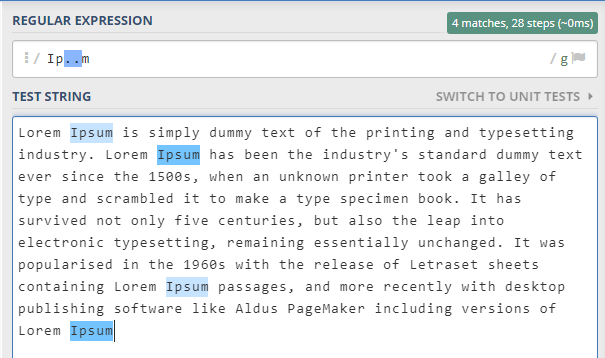 REGULAR EXPRESSION
4 matches, 28 steps (~0ms)
/ Ip..m / g
TEST STRING
SWITCH TO UNIT TESTS
Lorem Ipsum is simply dummy text of the printing and typesetting
industry. Lorem Ipsum has been the industry's standard dummy text
ever since the 1500s, when an unknown printer took a galley of
type and scrambled it to make a type specimen book. It has
survived not only five centuries, but also the leap into
electronic typesetting, remaining essentially unchanged. It was
popularised in the 1960s with the release of Letraset sheets
containing Lorem Ipsum passages, and more recently with desktop
publishing software like Aldus PageMaker including versions of
Lorem Ipsum